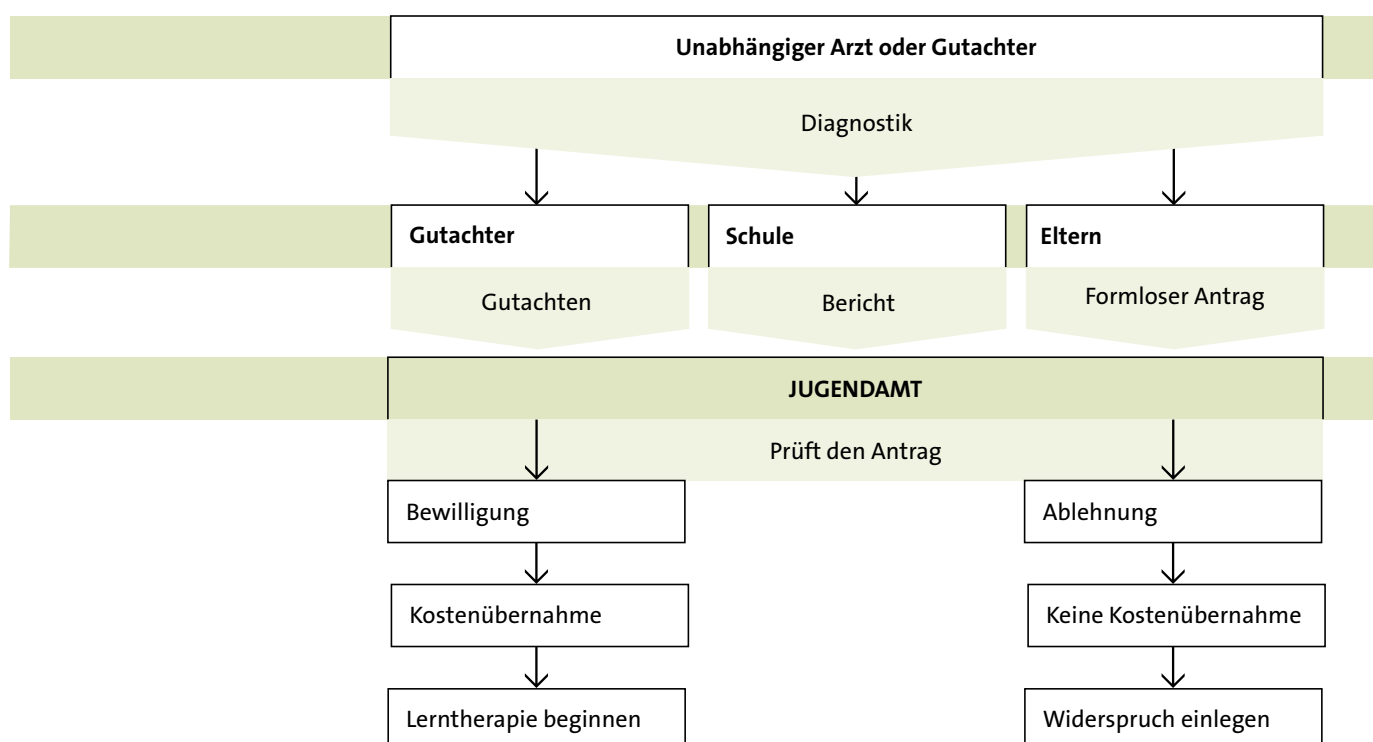 Unabhängiger Arzt oder Gutachter
Diagnostik
Gutachter
Schule
Eltern
Gutachten
Bericht
Formloser Antrag
JUGENDAMT
Prüft den Antrag
Bewilligung
Ablehnung
Kostenübernahme
Keine Kostenübernahme
Lerntherapie beginnen
Widerspruch einlegen